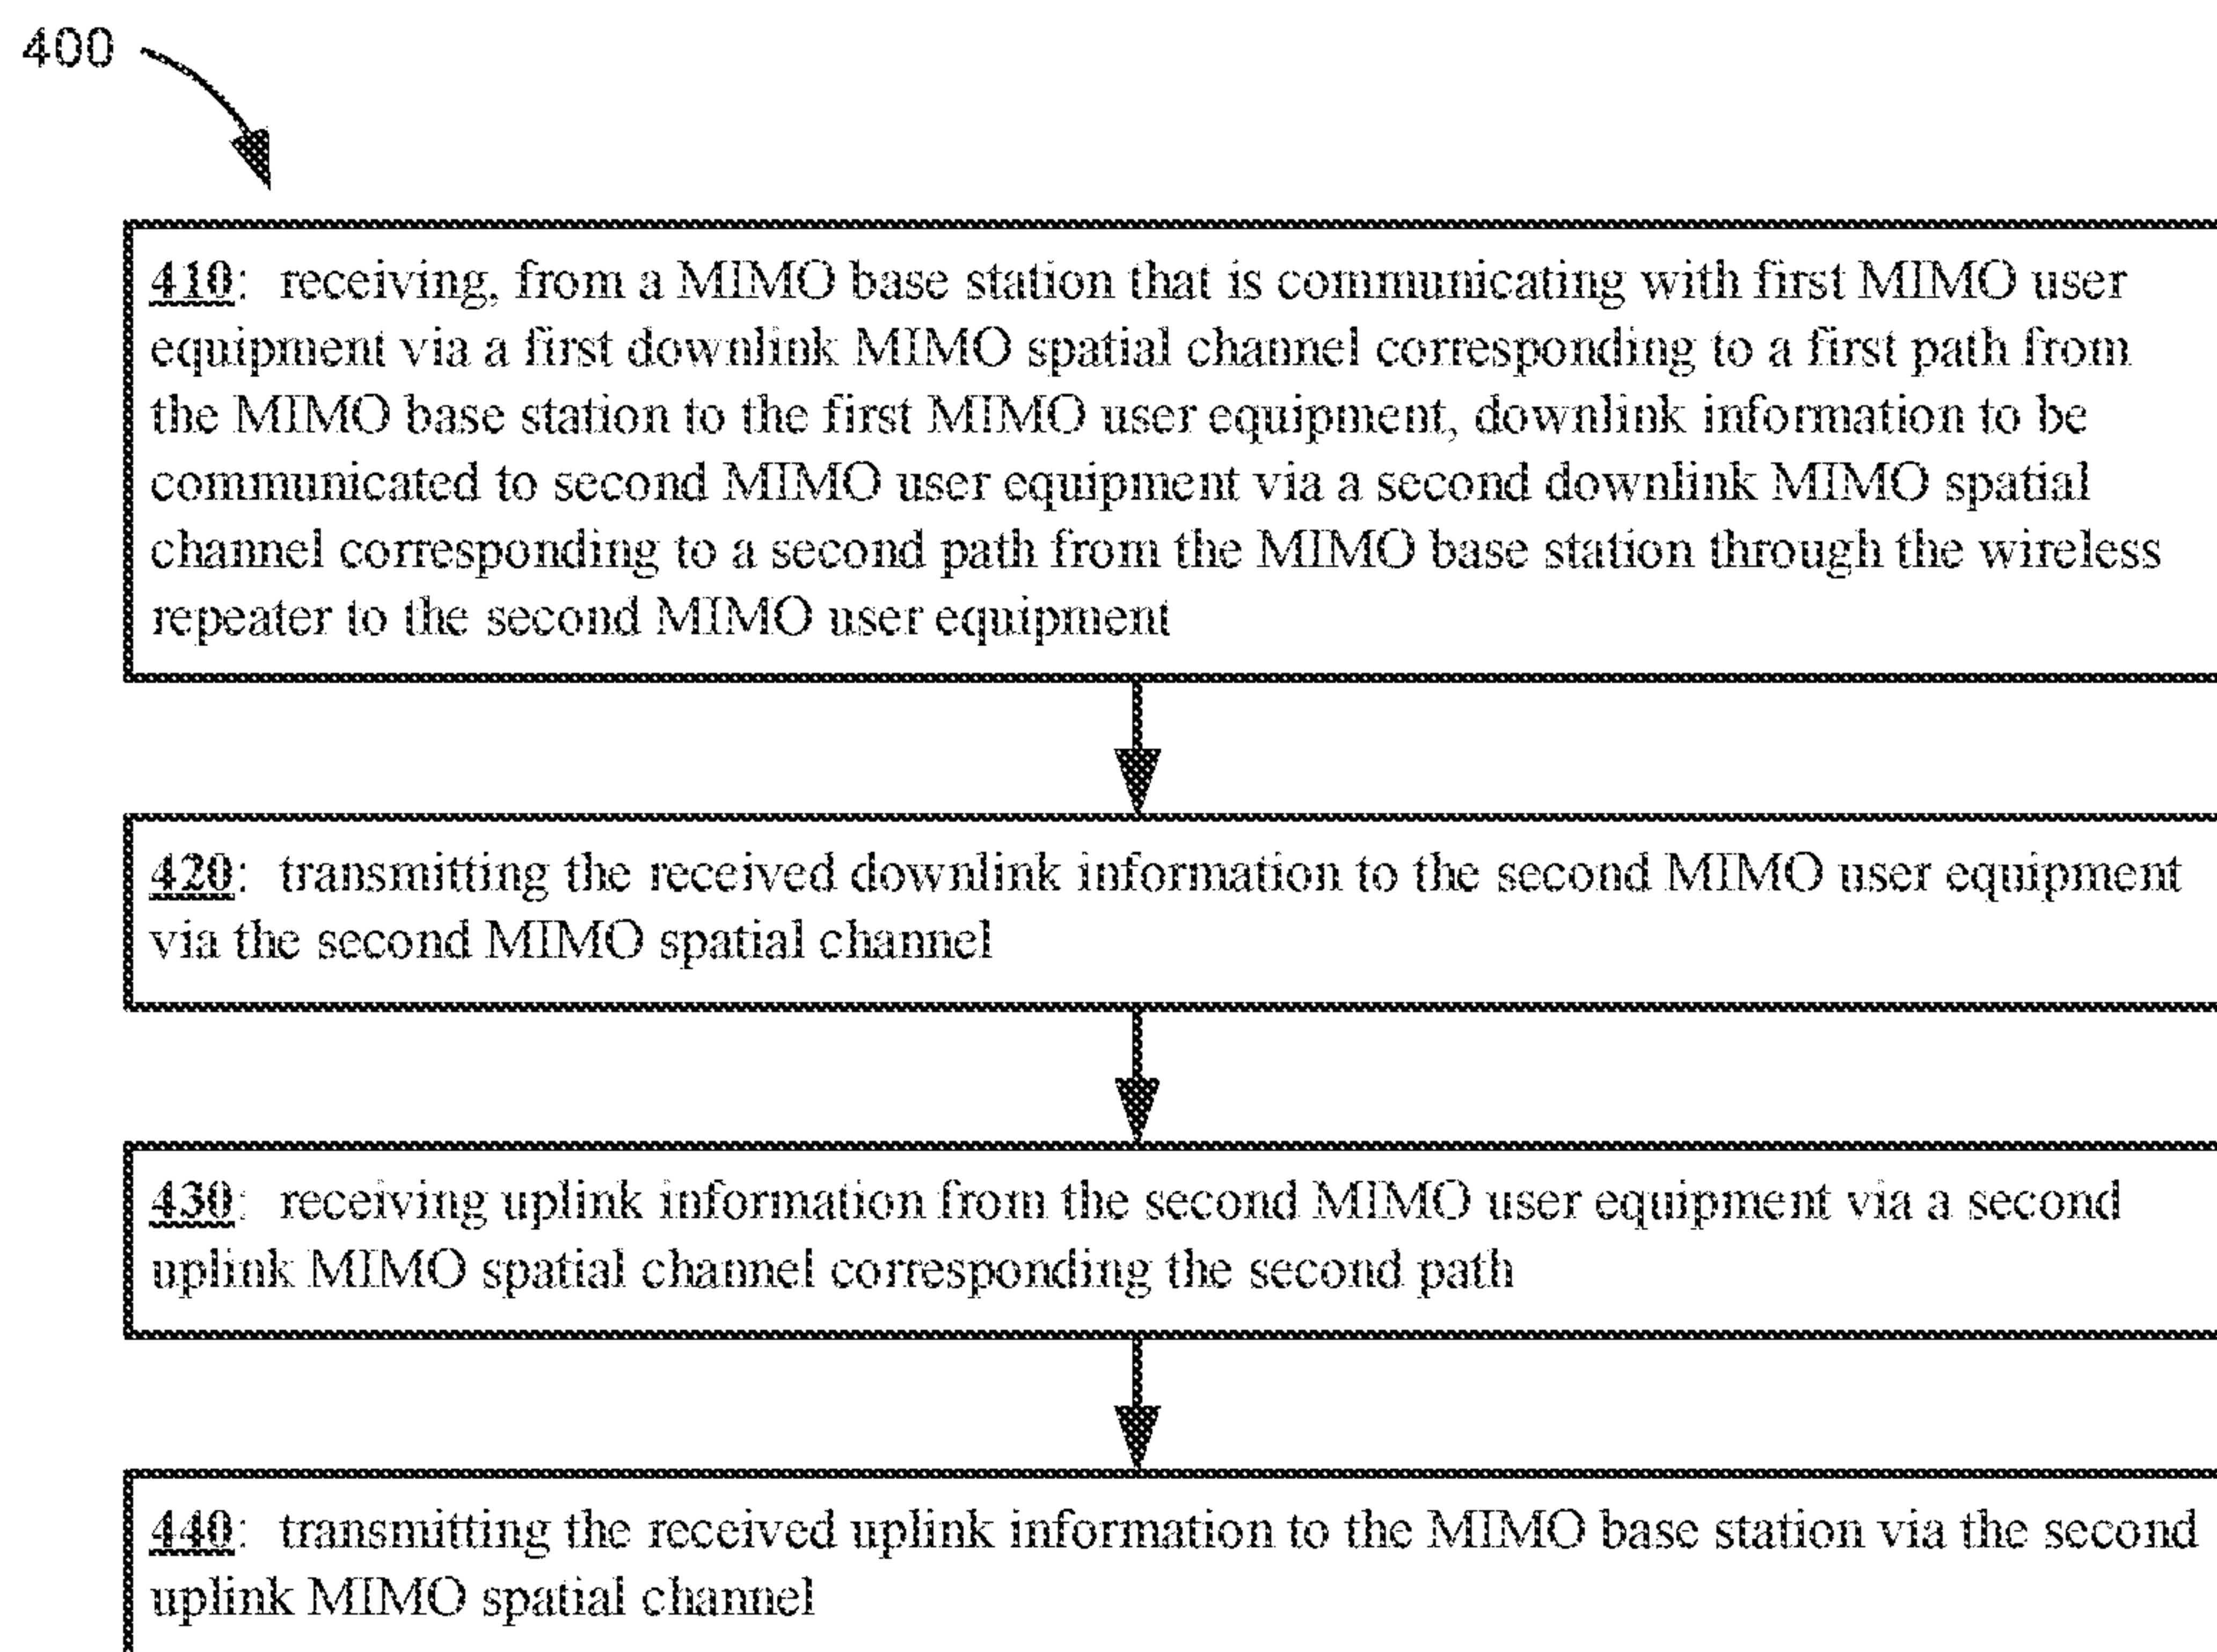 400
410: receiving, from a MIMO base station that is communicating with first MIMO user
equipment via a first downlink MIMO spatial channel corresponding to a first path from
the MIMO base station to the first MIMO user equipment, downlink information to be
communicated to second MIMO user equipment via a second downlink MIMO spatial
channel corresponding to a second path from the MIMO base station through the wireless
repeater to the second MIMO user equipment
420: transmitting the received downlink information to the second MIMO user equipment
via the second MIMO spatial channel
430: receiving uplink information from the second MIMO user equipment via a second
uplink MIMO spatial channel corresponding the second path
440: transmitting the received uplink information to the MIMO base station via the second
uplink MIMO spatial channel